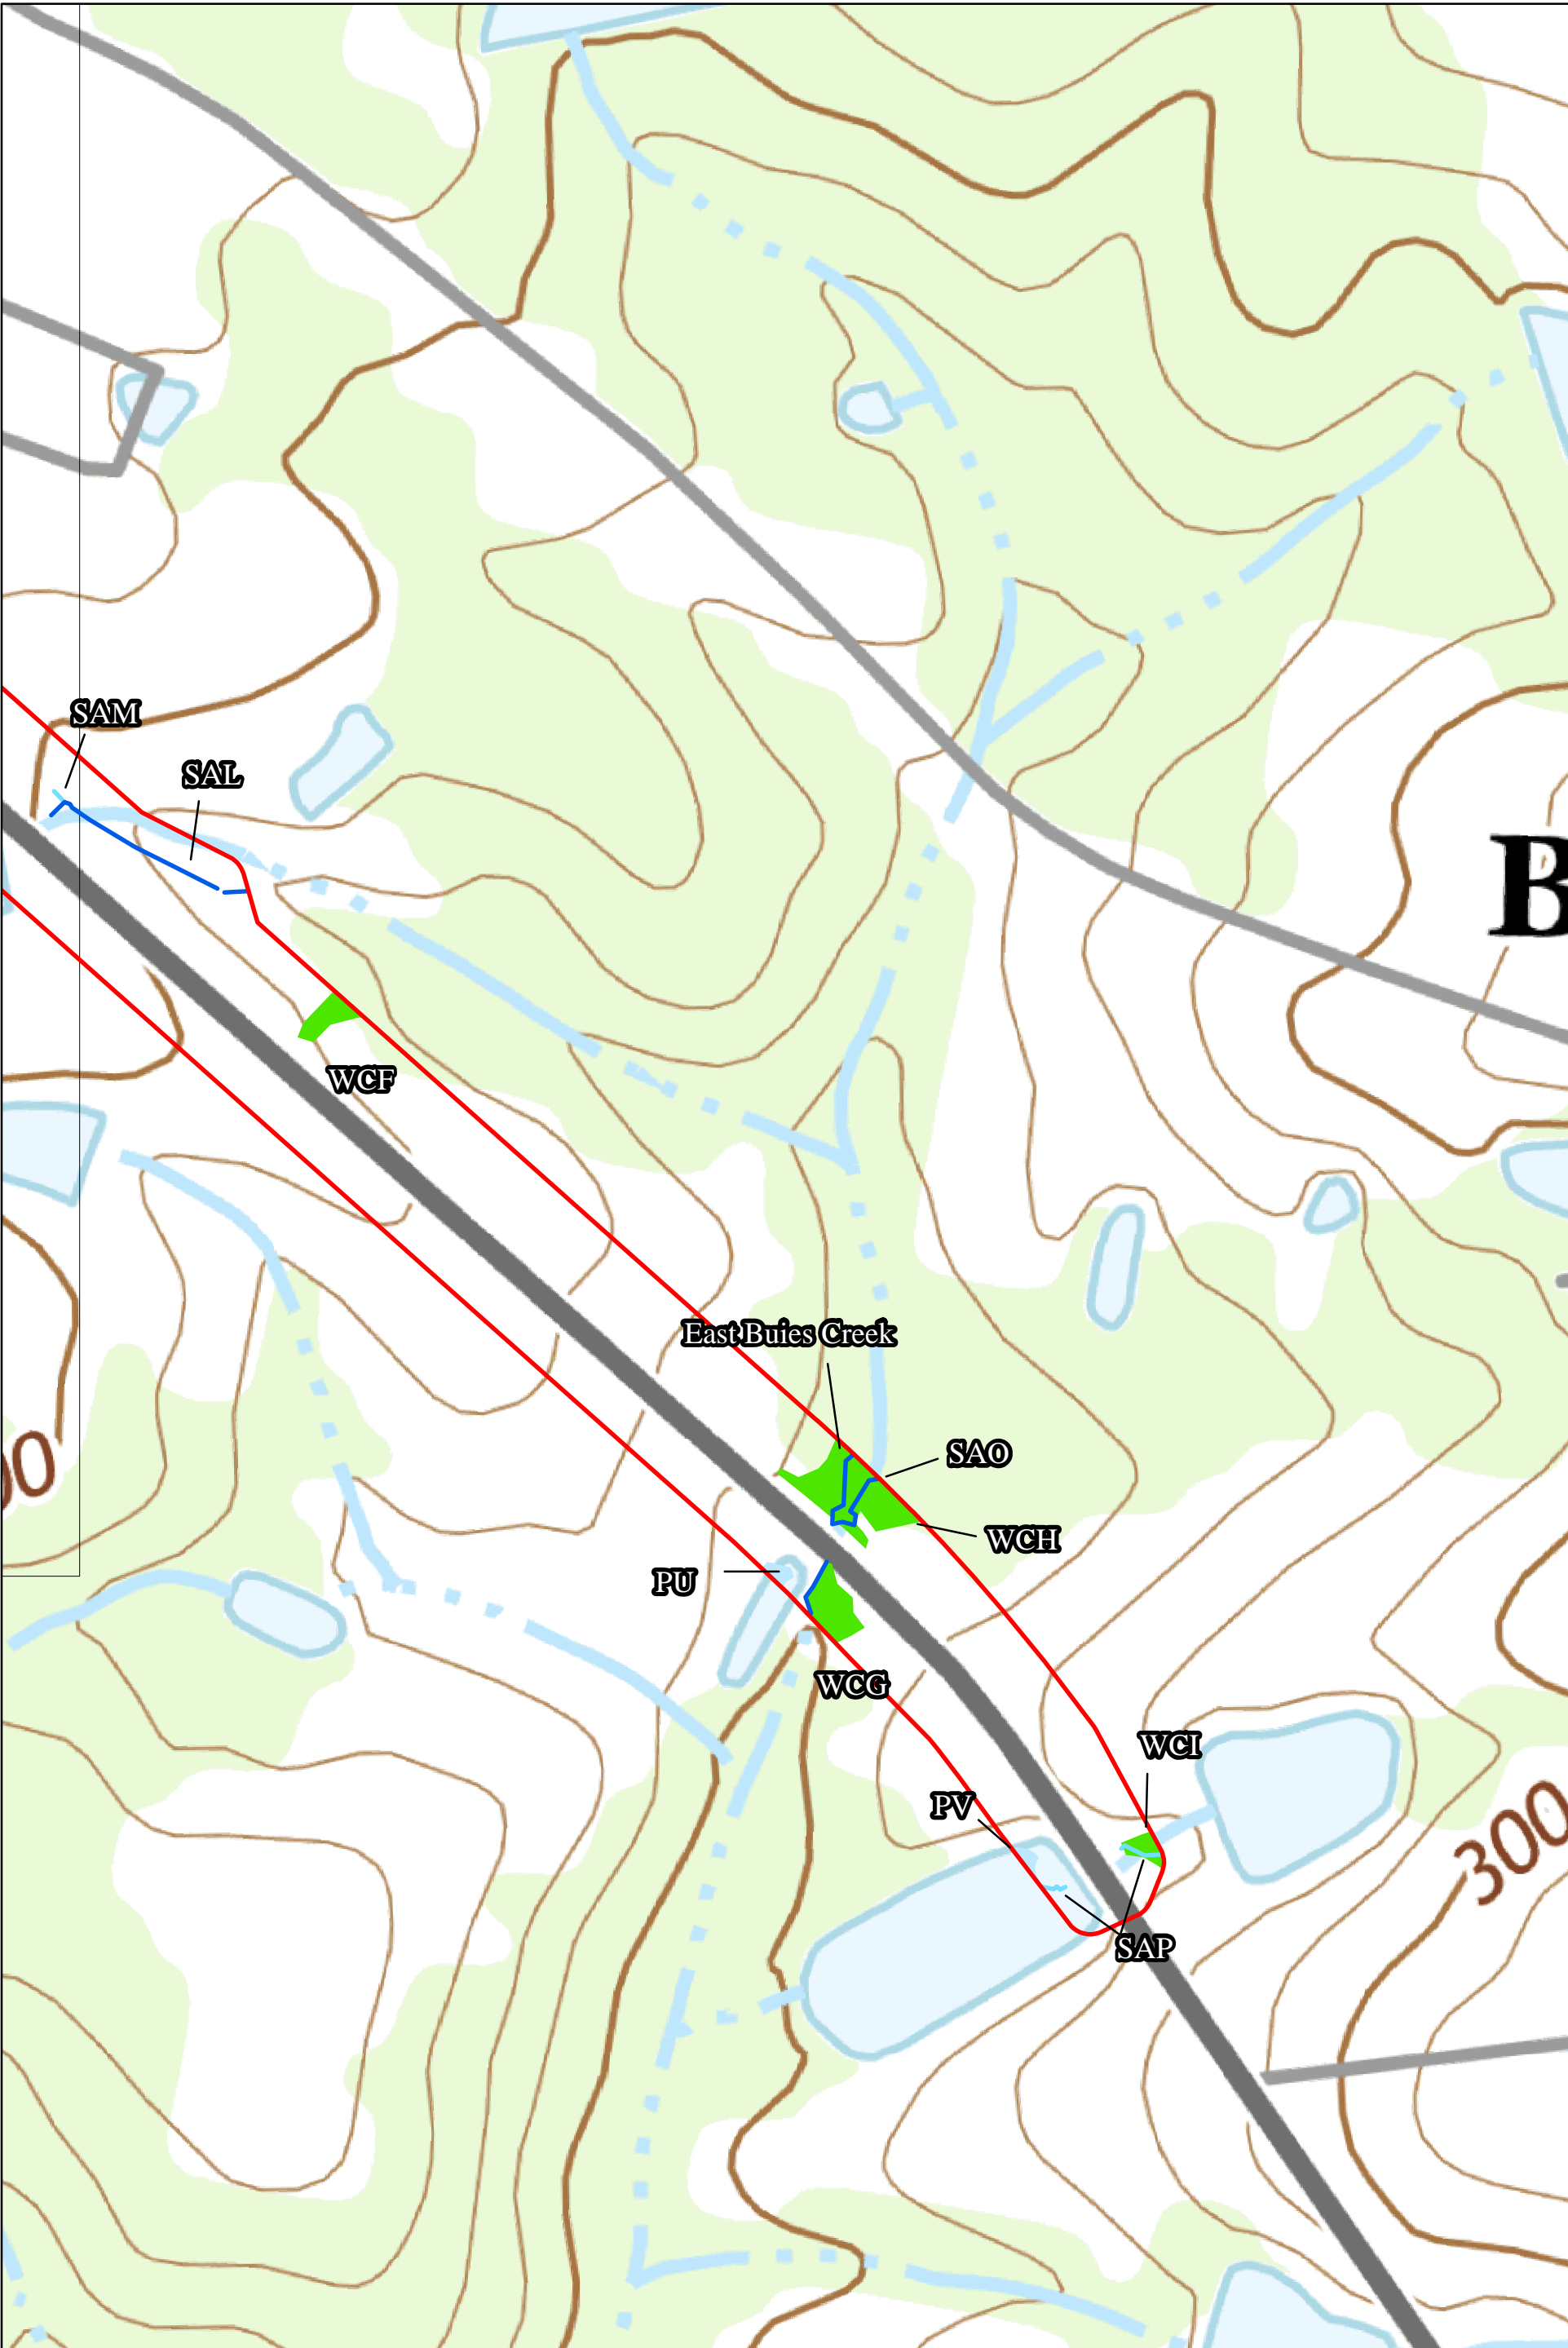 SAM
SAL
B
WCF
East Buies Creek
00
SAO
WCH
PU
WCG
WCI
PV
300
SAP